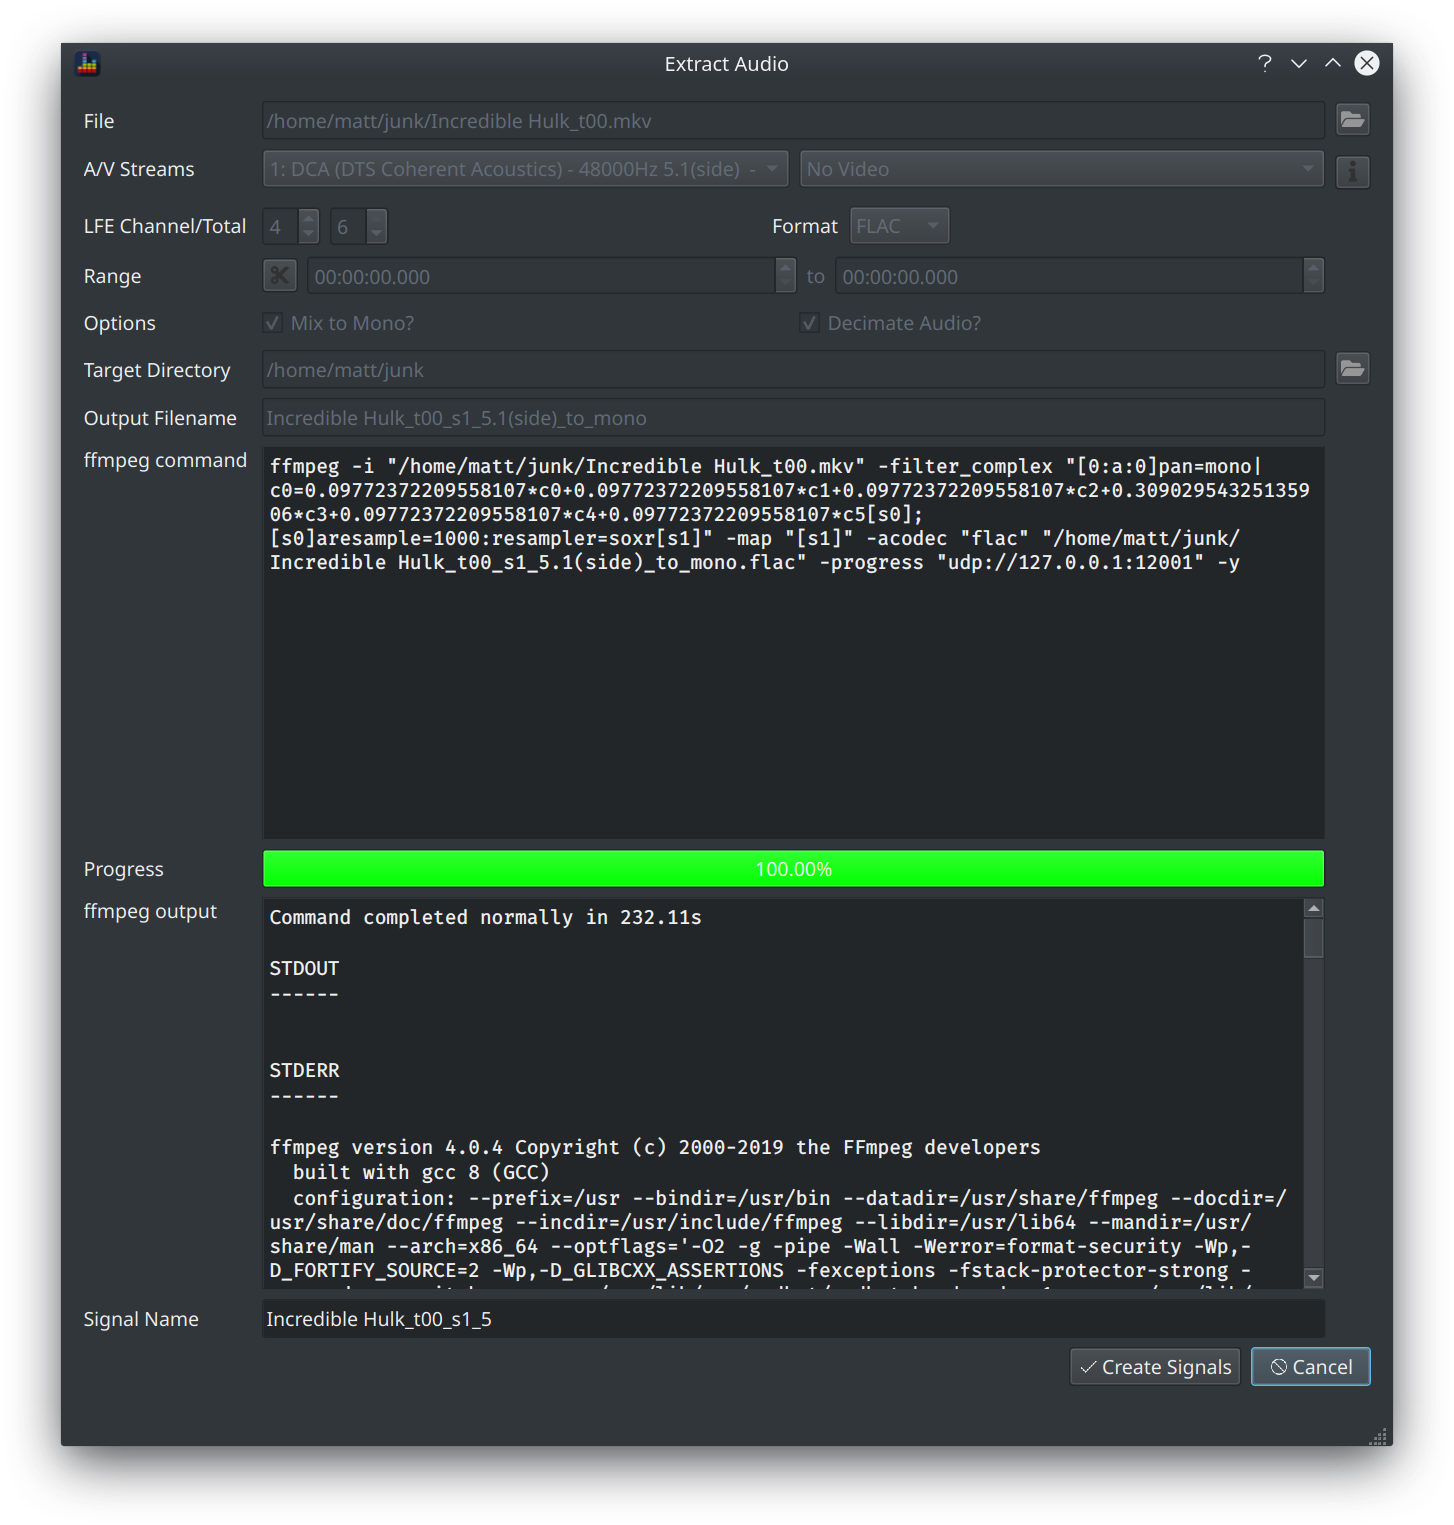 Extract Audio
File /home/matt/junk/Incredible Hulk_t00.mkv
A/V Streams 1: DCA (DTS Coherent Acoustics) - 48000Hz 5.1(side) - No Video
LFE Channel/Total 4 6 Format FLAC
Range 00:00:00.000 to 00:00:00.000
Options Mix to Mono? Decimate Audio?
Target Directory /home/matt/junk
Output Filename Incredible Hulk_t00_s1_5.1(side)_to_mono
ffmpeg command
ffmpeg -i "/home/matt/junk/Incredible Hulk_t00.mkv" -filter_complex "[0:a:0]pan=mono|
c0=0.09772372209558107*c0+0.09772372209558107*c1+0.09772372209558107*c2+0.309029543251359
06*c3+0.09772372209558107*c4+0.09772372209558107*c5[s0];
[s0]aresample=1000:resampler=soxr[s1]" -map "[s1]" -acodec "flac" "/home/matt/junk/
Incredible Hulk_t00_s1_5.1(side)_to_mono.flac" -progress "udp://127.0.0.1:12001" -y
Progress 100.00%
ffmpeg output
Command completed normally in 232.11s
STDOUT
------
STDERR
------
ffmpeg version 4.0.4 Copyright (c) 2000-2019 the FFmpeg developers
built with gcc 8 (GCC)
configuration: --prefix=/usr --bindir=/usr/bin --datadir=/usr/share/ffmpeg --docdir=/
usr/share/doc/ffmpeg --incdir=/usr/include/ffmpeg --libdir=/usr/lib64 --mandir=/usr/
share/man --arch=x86_64 --optflags='-O2 -g -pipe -Wall -Werror=format-security -Wp,-
D_FORTIFY_SOURCE=2 -Wp,-D_GLIBCXX_ASSERTIONS -fexceptions -fstack-protector-strong -
Signal Name Incredible Hulk_t00_s1_5
Create Signals Cancel